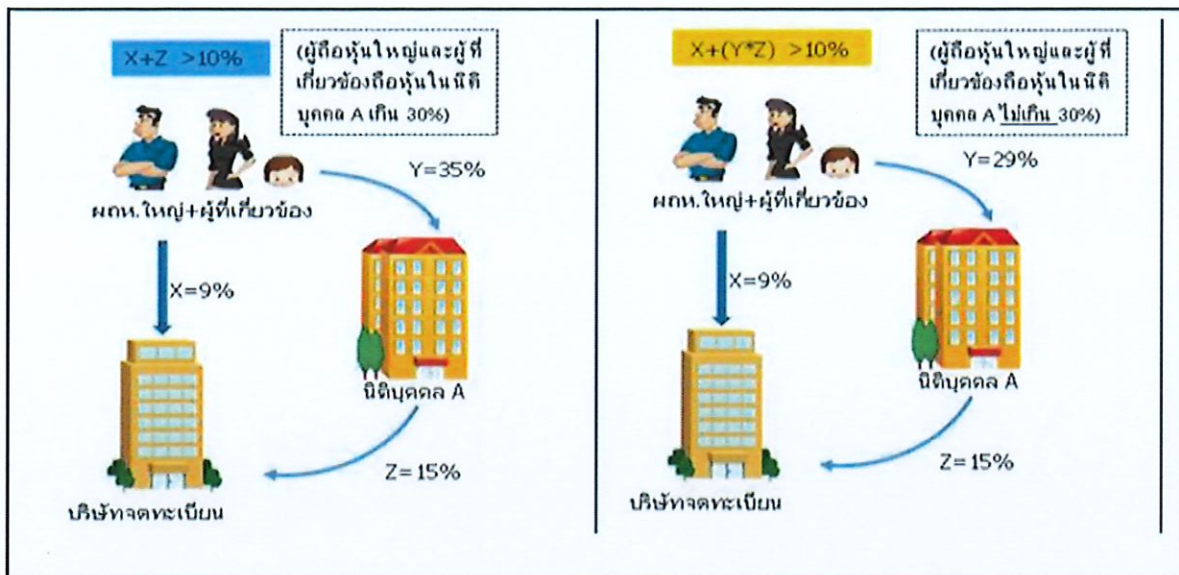 X+Z >10%
(ผู้ถือหุ้นใหญ่และผู้ที่
เกี่ยวข้องถือหุ้นในนิติ
บุคคล A เกิน 30%)
Y=35%
ผถห.ใหญ่+ผู้ที่เกี่ยวข้อง
X=9%
นิติบุคคล A
Z=15%
บริษัทจดทะเบียน
X+(Y*Z) >10%
(ผู้ถือหุ้นใหญ่และผู้ที่
เกี่ยวข้องถือหุ้นในนิติ
บุคคล A ไม่เกิน 30%)
Y=29%
ผถห.ใหญ่+ผู้ที่เกี่ยวข้อง
X=9%
นิติบุคคล A
Z=15%
บริษัทจดทะเบียน